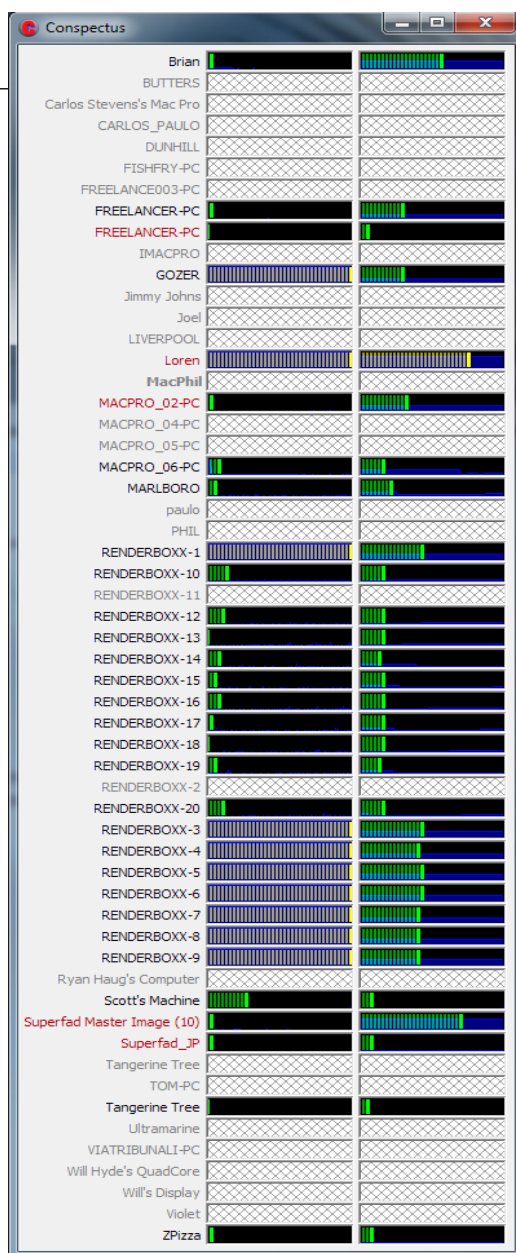 Conspectus
Brian
BUTTERS
Carlos Stevens's Mac Pro
CARLOS_PAULO
DUNHILL
FISHFRY-PC
FREELANCE003-PC
FREELANCER-PC
FREELANCER-PC
IMACPRO
GOZER
Jimmy Johns
Joel
LIVERPOOL
Loren
MacPhil
MACPRO_02-PC
MACPRO_04-PC
MACPRO_05-PC
MACPRO_06-PC
MARLBORO
paulo
PHIL
RENDERBOXX-1
RENDERBOXX-10
RENDERBOXX-11
RENDERBOXX-12
RENDERBOXX-13
RENDERBOXX-14
RENDERBOXX-15
RENDERBOXX-16
RENDERBOXX-17
RENDERBOXX-18
RENDERBOXX-19
RENDERBOXX-2
RENDERBOXX-20
RENDERBOXX-3
RENDERBOXX-4
RENDERBOXX-5
RENDERBOXX-6
RENDERBOXX-7
RENDERBOXX-8
RENDERBOXX-9
Ryan Haug's Computer
Scott's Machine
Superfad Master Image (10)
Superfad_JP
Tangerine Tree
TOM-PC
Tangerine Tree
Ultramarine
VIATRIBUNALI-PC
Will Hyde's QuadCore
Will's Display
Violet
ZPizza